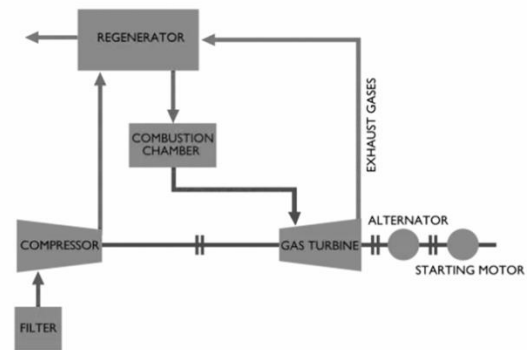 REGENERATOR
COMBUSTION
CHAMBER
EXHAUST GASES
ALTERNATOR
COMPRESSOR
GAS TURBINE
STARTING MOTOR
FILTER